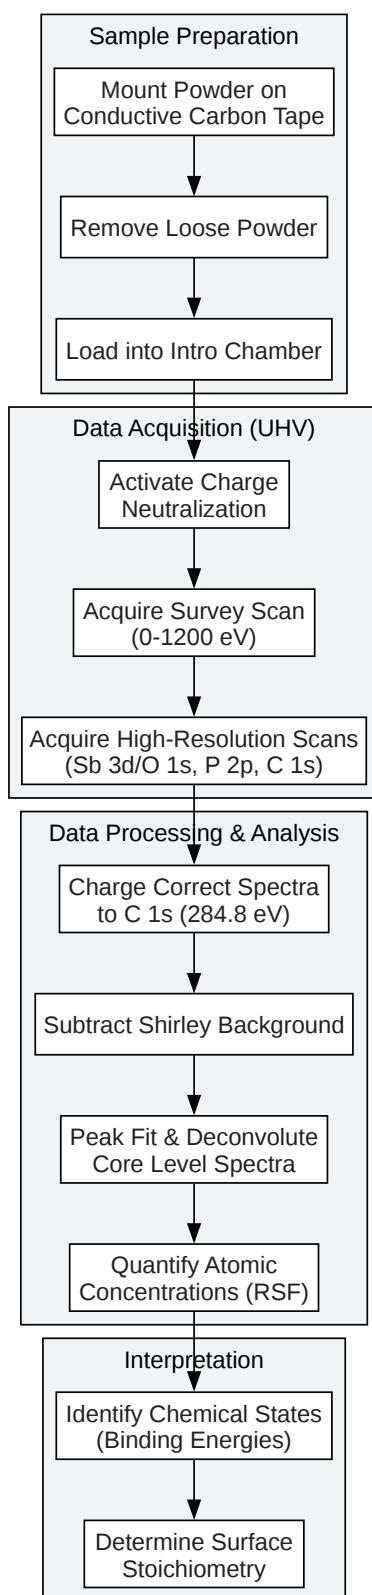 Sample Preparation
Mount Powder on
Conductive Carbon Tape
Remove Loose Powder
Load into Intro Chamber
Data Acquisition (UHV)
Activate Charge
Neutralization
Acquire Survey Scan
(0-1200 eV)
Acquire High-Resolution Scans
(Sb 3d/O 1s, P 2p, C 1s)
Data Processing & Analysis
Charge Correct Spectra
to C 1s (284.8 eV)
Subtract Shirley Background
Peak Fit & Deconvolute
Core Level Spectra
Quantify Atomic
Concentrations (RSF)
Interpretation
Identify Chemical States
(Binding Energies)
Determine Surface
Stoichiometry